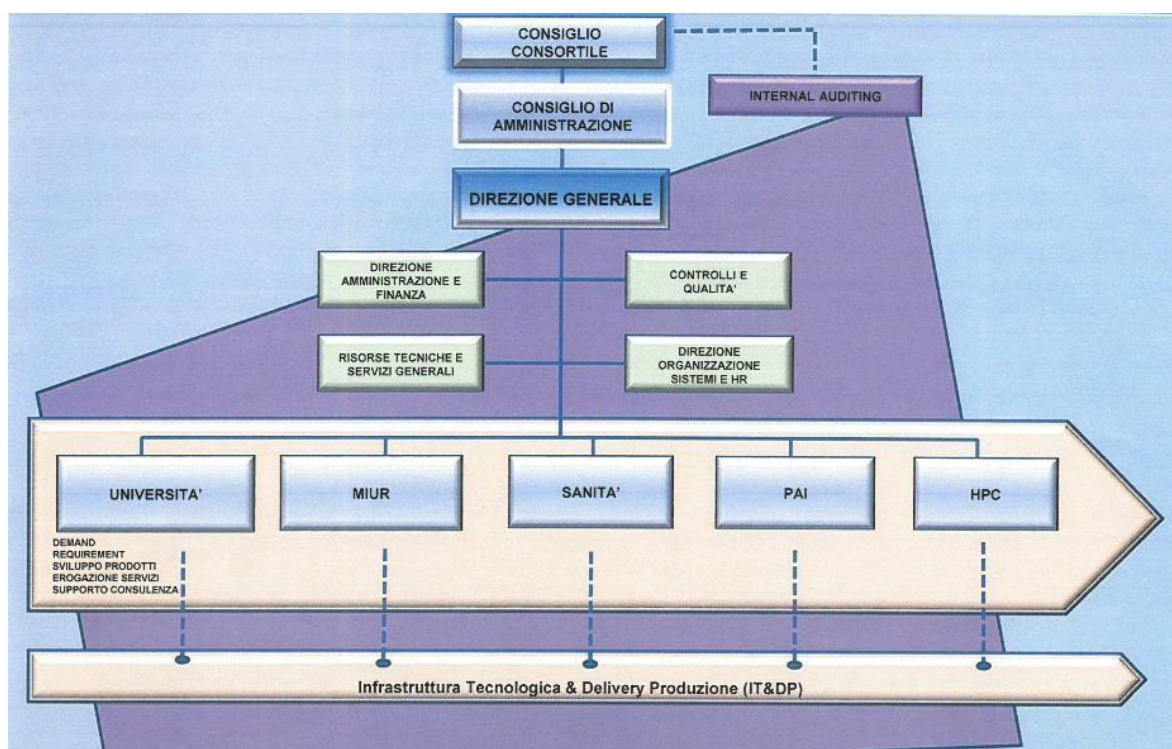 CONSIGLIO
CONSORTILE
INTERNAL AUDITING
CONSIGLIO DI
AMMINISTRAZIONE
DIREZIONE GENERALE
DIREZIONE
AMMINISTRAZIONE E
FINANZA
CONTROLLI E
QUALITA'
RISORSE TECNICHE E
SERVIZI GENERALI
DIREZIONE
ORGANIZZAZIONE
SISTEMI E HR
UNIVERSITA'
MIUR
SANITA'
PAI
HPC
DEMAND
REQUIREMENT
SVILUPPO PRODOTTI
EROGAZIONE SERVIZI
SUPPORTO CONSULENZA
Infrastruttura Tecnologica & Delivery Produzione (IT&DP)